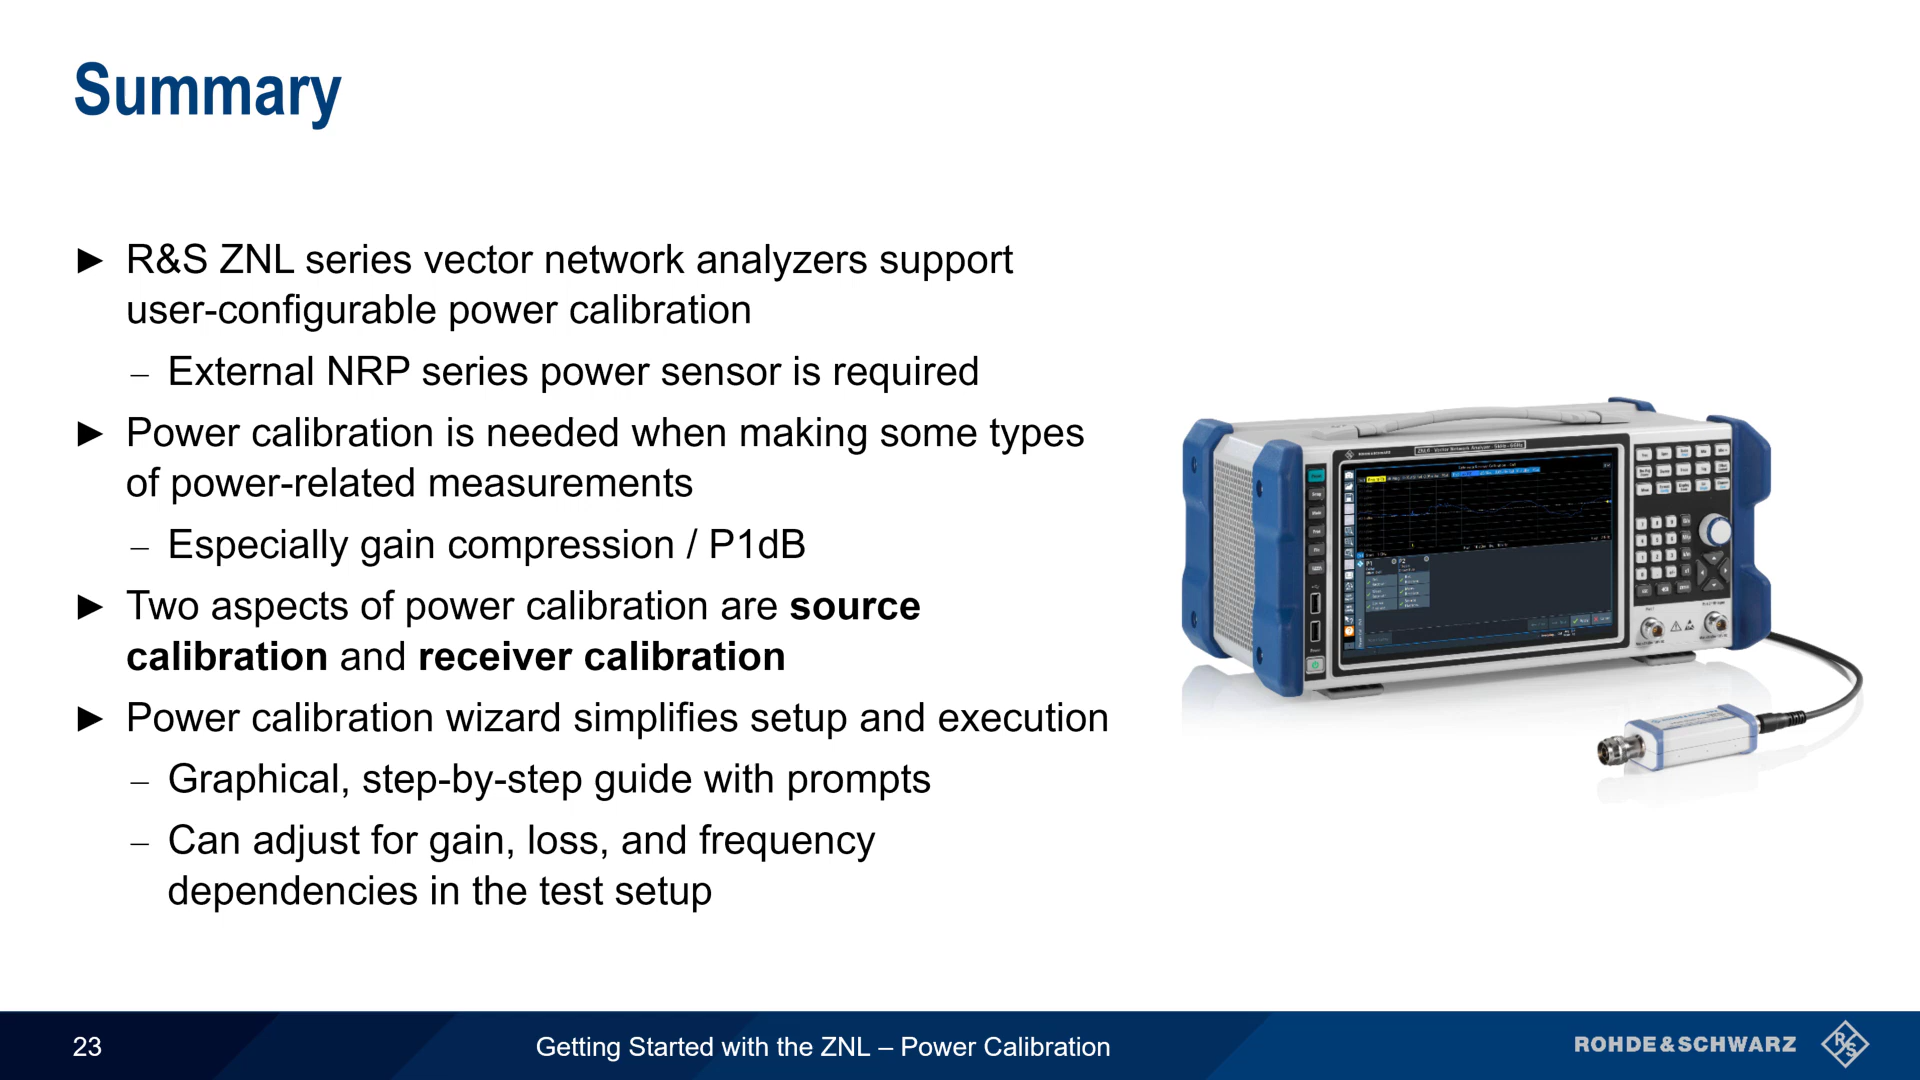 Summary
► R&S ZNL series vector network analyzers support
user-configurable power calibration
– External NRP series power sensor is required
► Power calibration is needed when making some types
of power-related measurements
– Especially gain compression / P1dB
► Two aspects of power calibration are source
calibration and receiver calibration
► Power calibration wizard simplifies setup and execution
– Graphical, step-by-step guide with prompts
– Can adjust for gain, loss, and frequency
dependencies in the test setup
ROHDE&SCHWARZ
P1 P2
23
Getting Started with the ZNL – Power Calibration
ROHDE&SCHWARZ
R&S